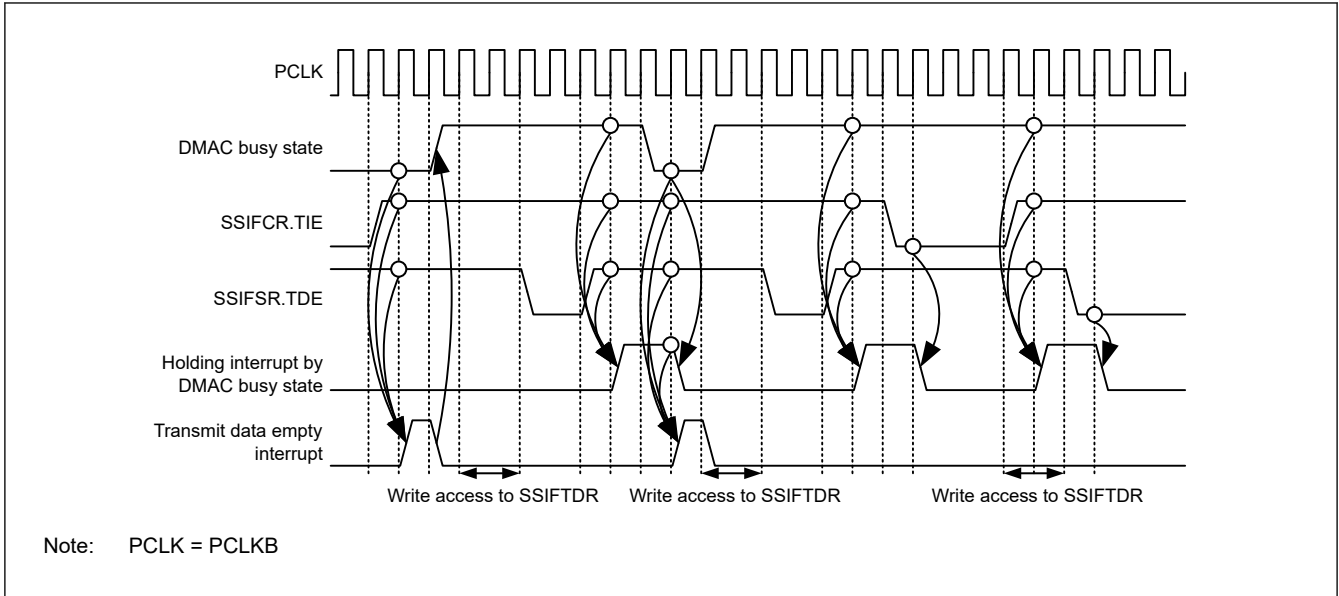 PCLK
DMAC busy state
SSIFCR.TIE
SSIFSR.TDE
Holding interrupt by
DMAC busy state
Transmit data empty
interrupt
Write access to SSIFTDR
Write access to SSIFTDR
Write access to SSIFTDR
Note: PCLK = PCLKB